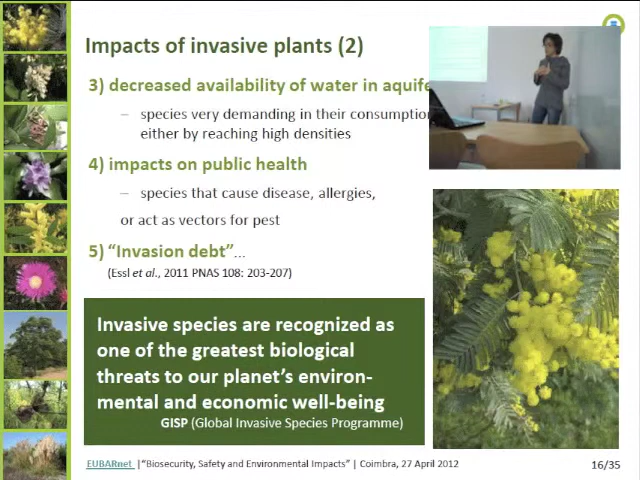 Impacts of invasive plants (2)
3) decreased availability of water in aquife
– species very demanding in their consumption
either by reaching high densities
4) impacts on public health
– species that cause disease, allergies,
or act as vectors for pest
5) “Invasion debt”...
(Essl et al., 2011 PNAS 108: 203-207)
Invasive species are recognized as
one of the greatest biological
threats to our planet’s environ-
mental and economic well-being
GISP (Global Invasive Species Programme)
EUBARnet |“Biosecurity, Safety and Environmental Impacts” | Coimbra, 27 April 2012
16/35